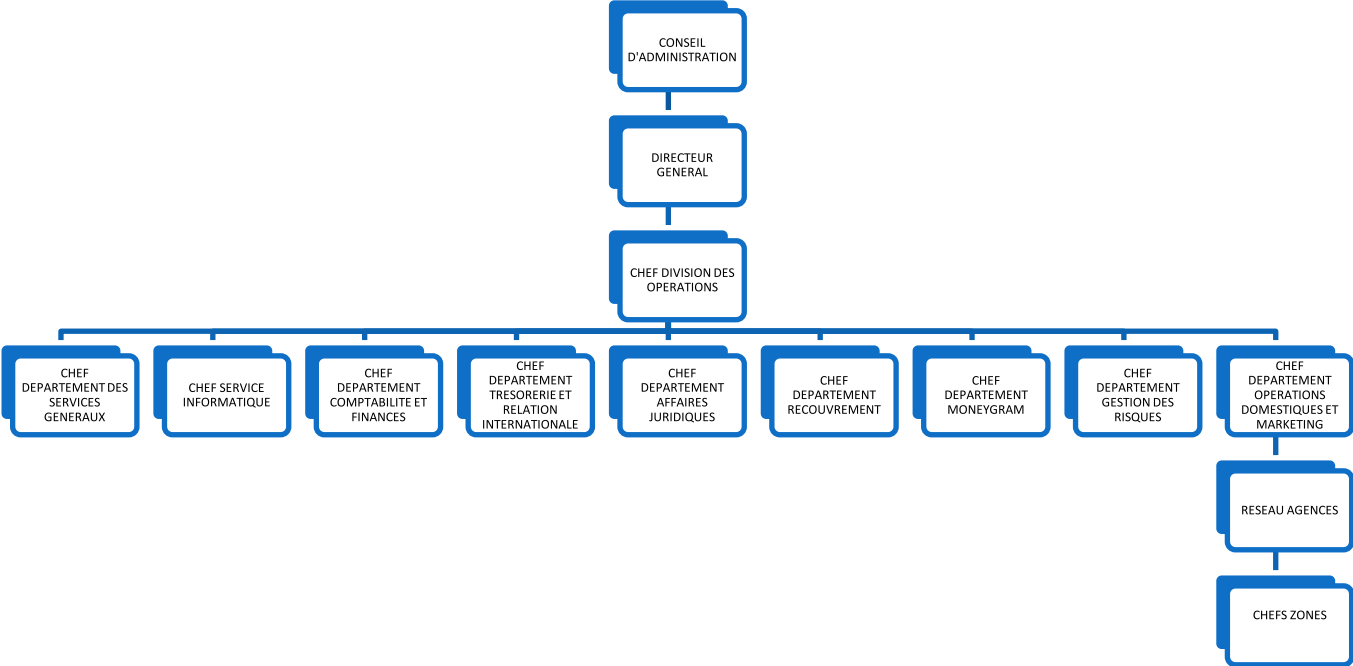 CONSEIL
D'ADMINISTRATION
DIRECTEUR
GENERAL
CHEF DIVISION DES
OPERATIONS
CHEF
DEPARTEMENT DES
SERVICES
GENERAUX
CHEF SERVICE
INFORMATIQUE
CHEF
DEPARTEMENT
COMPTABILITE ET
FINANCES
CHEF
DEPARTEMENT
TRESORERIE ET
RELATION
INTERNATIONALE
CHEF
DEPARTEMENT
AFFAIRES
JURIDIQUES
CHEF
DEPARTEMENT
RECOUVREMENT
CHEF
DEPARTEMENT
MONEYGRAM
CHEF
DEPARTEMENT
GESTION DES
RISQUES
CHEF
DEPARTEMENT
OPERATIONS
DOMESTIQUES ET
MARKETING
RESEAU AGENCES
CHEFS ZONES